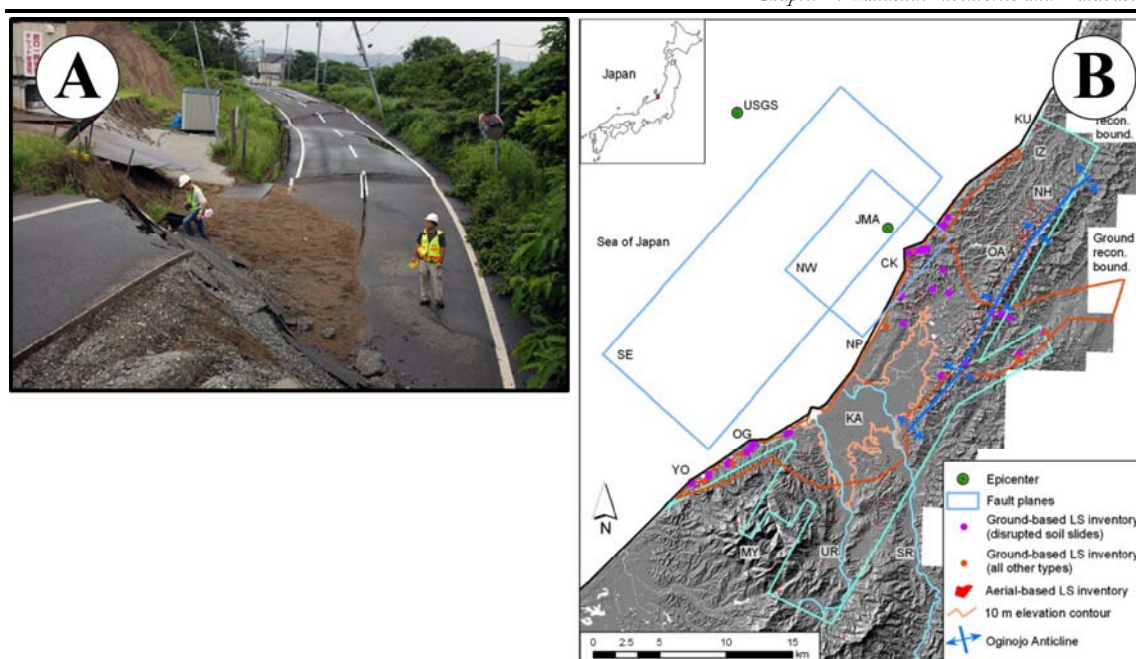 A
B
Japan
USGS
KU
recon.
bound.
IZ
NH
JMA
Sea of Japan
OA
Ground
recon.
bound.
CK
NW
NP
SE
KA
OG
YO
N
MY
UR
SR
Epicenter
Fault planes
Ground-based LS inventory
(disrupted soil slides)
Ground-based LS inventory
(all other types)
Aerial-based LS inventory
10 m elevation contour
Oginojo Anticline
0 2.5 5 10 15
km